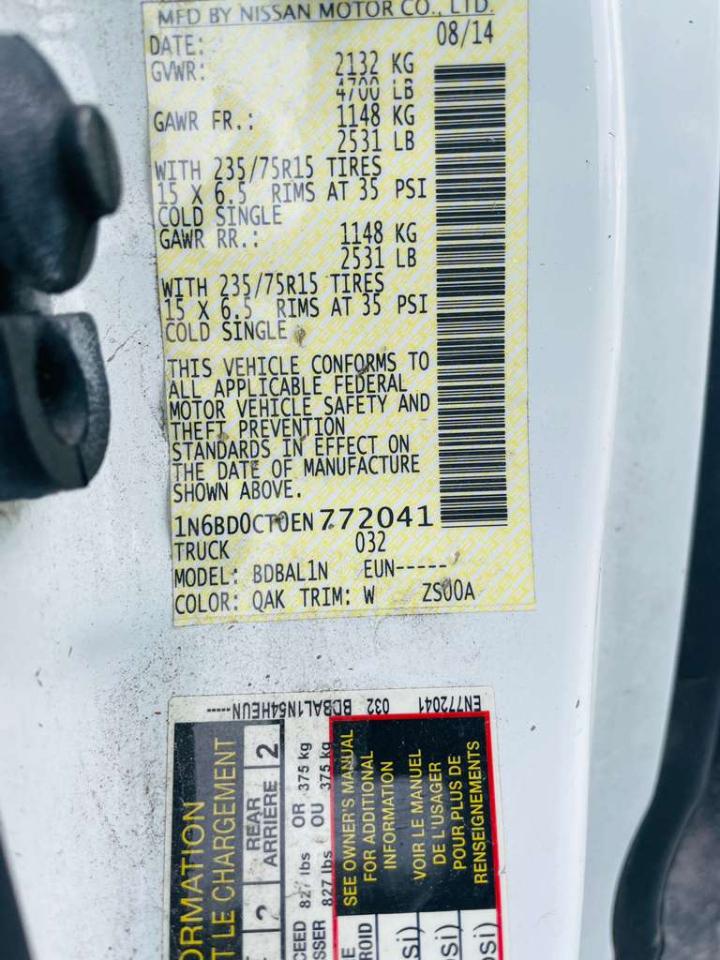 MFD BY NISSAN MOTOR CO., LTD.
DATE: 08/14
GVWR: 2132 KG
4700 LB
GAWR FR.: 1148 KG
2531 LB
WITH 235/75R15 TIRES
15 X 6.5 RIMS AT 35 PSI
COLD SINGLE
GAWR RR.: 1148 KG
2531 LB
WITH 235/75R15 TIRES
15 X 6.5 RIMS AT 35 PSI
COLD SINGLE
THIS VEHICLE CONFORMS TO
ALL APPLICABLE FEDERAL
MOTOR VEHICLE SAFETY AND
THEFT PREVENTION
STANDARDS IN EFFECT ON
THE DATE OF MANUFACTURE
SHOWN ABOVE.
1N6BD0CT0EN772041
TRUCK 032
MODEL: BDBAL1N EUN-----
COLOR: QAK TRIM: W ZS00A
EN772041 032 BDBAL1N54HEUN-----
ORMATION
T LE CHARGEMENT
2 REAR 2
ARRIÈRE
CEED 827 lbs OR 375 kg
SSER 827 lbs OU 375 kg
SEE OWNER'S MANUAL
FOR ADDITIONAL
INFORMATION
VOIR LE MANUEL
DE L'USAGER
POUR PLUS DE
RENSEIGNEMENTS
E
ROID
si)
si)
osi)